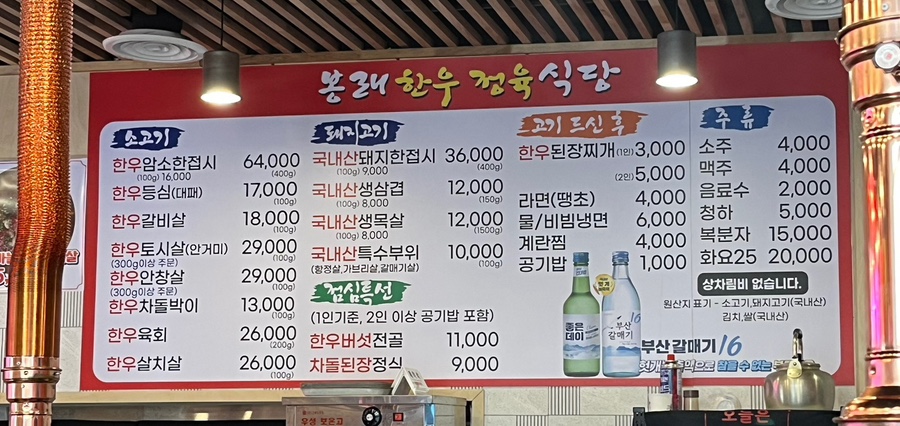 봉래 한우 정육식당
소고기
한우암소한접시 64,000
(100g) 16,000 (400g)
한우등심(대패) 17,000
(100g)
한우갈비살 18,000
(100g)
한우토시살(안거미) 29,000
(300g이상 주문) (100g)
한우안창살 29,000
(300g이상 주문) (100g)
한우차돌박이 13,000
(100g)
한우육회 26,000
(200g)
한우살치살 26,000
(100g)
돼지고기
국내산돼지한접시 36,000
(100g) 9,000 (400g)
국내산생삼겹 12,000
(100g) 8,000 (150g)
국내산생목살 12,000
(100g) 8,000 (1500g)
국내산특수부위 10,000
(항정살,가브리살,갈매기살) (100g)
점심특선
(1인기준, 2인 이상 공기밥 포함)
한우버섯전골 11,000
차돌된장정식 9,000
고기 드신 후
한우된장찌개(1인) 3,000
(2인) 5,000
라면(땡초) 4,000
물/비빔냉면 6,000
계란찜 4,000
공기밥 1,000
주류
소주 4,000
맥주 4,000
음료수 2,000
청하 5,000
복분자 15,000
화요25 20,000
상차림비 없습니다.
원산지 표기 - 소고기,돼지고기(국내산)
김치,쌀(국내산)
좋은
데이
16
부산
갈매기
부산갈매기16
참을 수 없는
오늘은